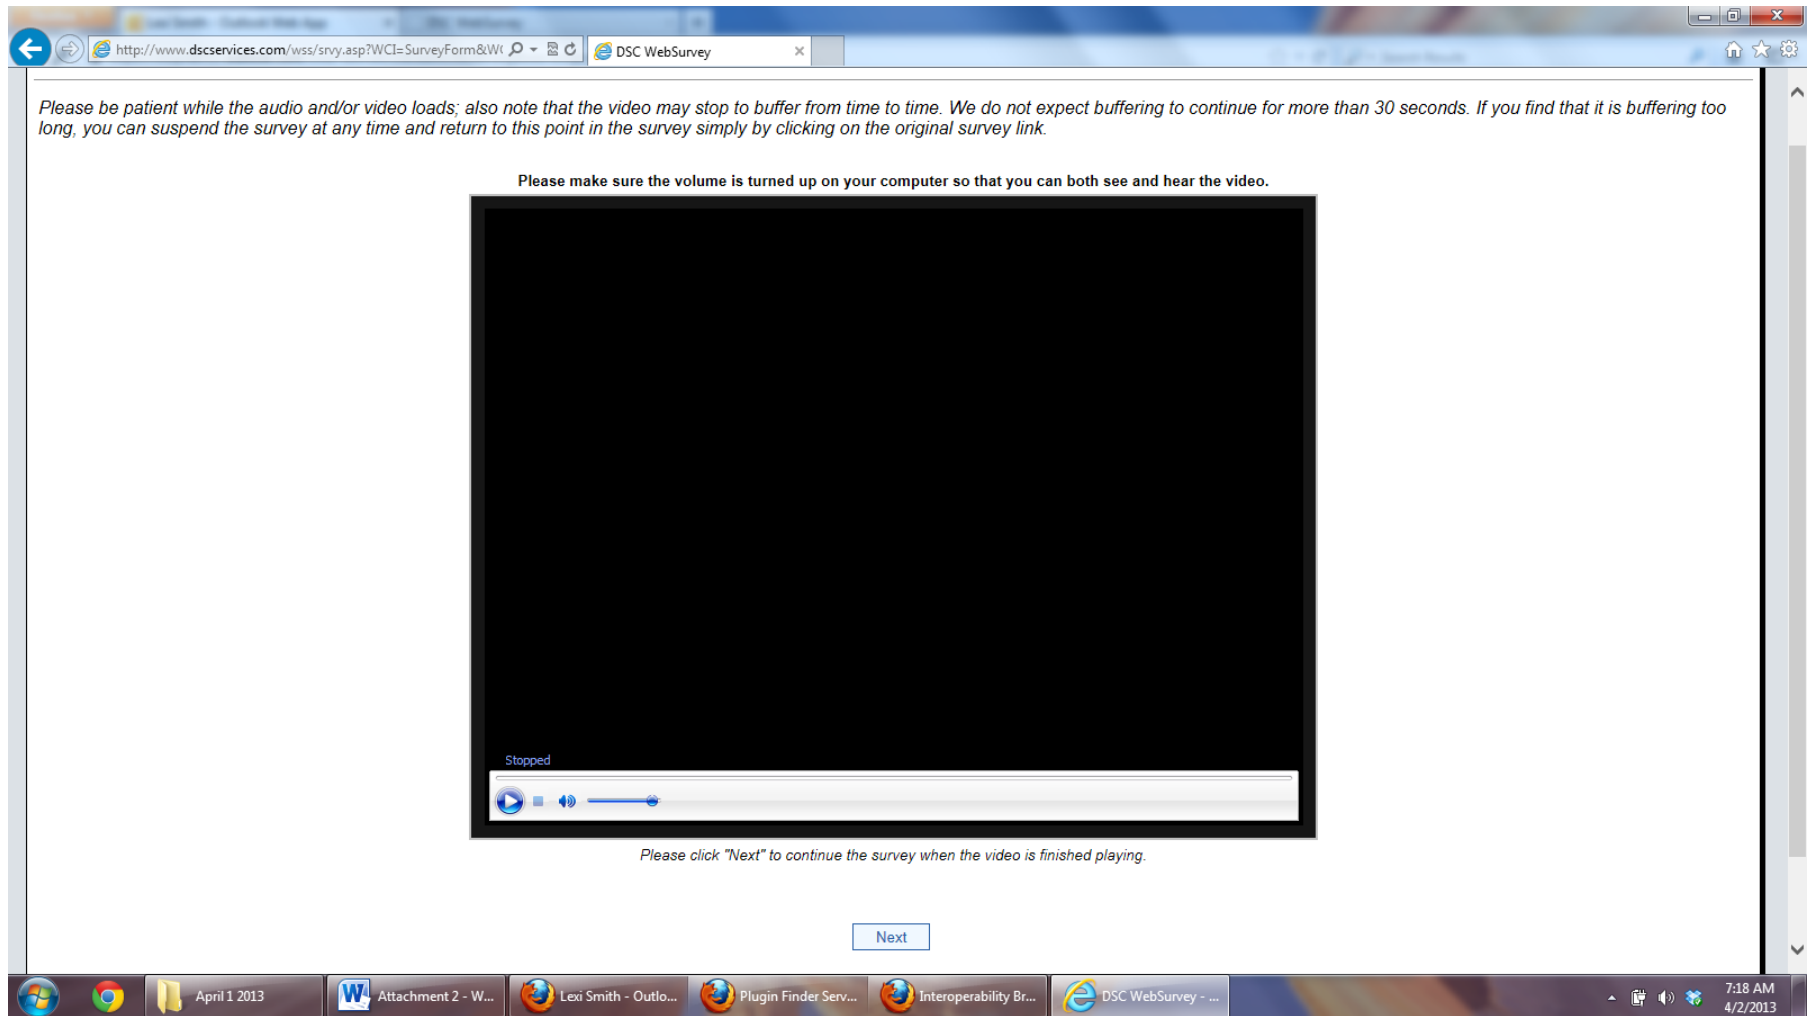 Lexi Smith - Outlook Web App
DSC WebSurvey
http://www.dscservices.com/wss/srvy.asp?WCI=SurveyForm&W(
DSC WebSurvey
Please be patient while the audio and/or video loads; also note that the video may stop to buffer from time to time. We do not expect buffering to continue for more than 30 seconds. If you find that it is buffering too
long, you can suspend the survey at any time and return to this point in the survey simply by clicking on the original survey link.
Please make sure the volume is turned up on your computer so that you can both see and hear the video.
Stopped
Please click "Next" to continue the survey when the video is finished playing.
Next
April 1 2013
Attachment 2 - W...
Lexi Smith - Outlo...
Plugin Finder Serv...
Interoperability Br...
DSC WebSurvey - ...
7:18 AM
4/2/2013